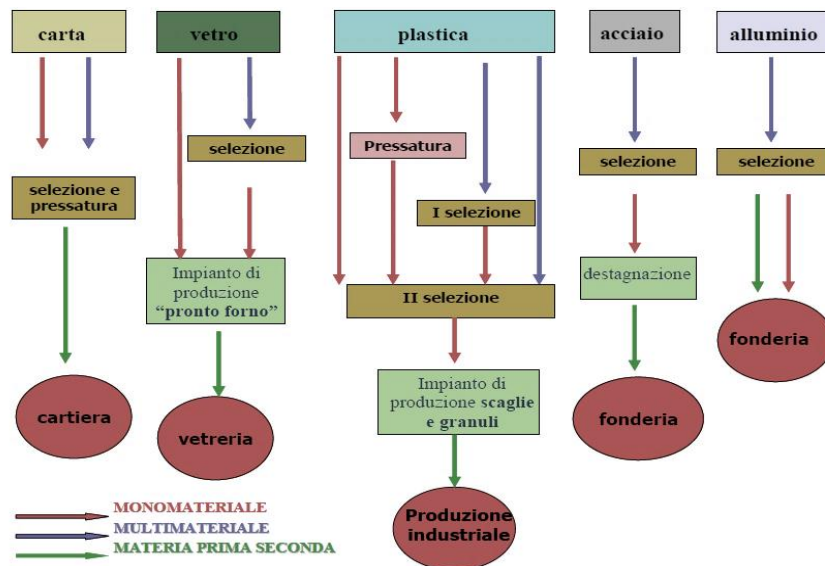 carta
vetro
plastica
acciaio
alluminio
selezione
Pressatura
selezione
selezione
selezione e
pressatura
I selezione
Impianto di
produzione
“pronto forno”
destagnazione
II selezione
fonderia
Impianto di
produzione scaglie
e granuli
cartiera
vetreria
fonderia
Produzione
industriale
MONOMATERIALE
MULTIMATERIALE
MATERIA PRIMA SECONDA